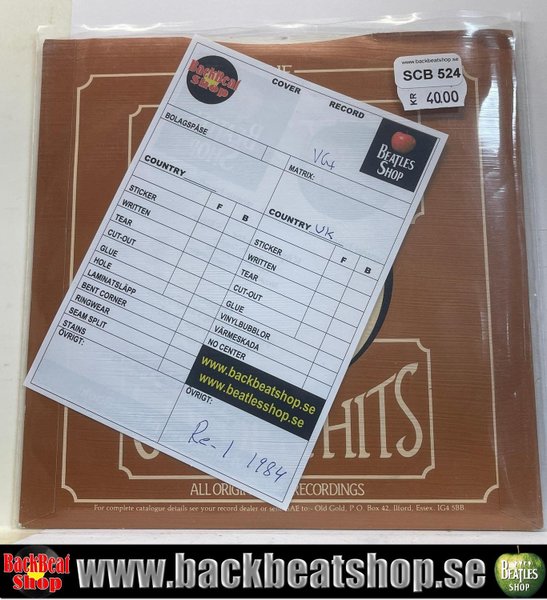 www.backbeatshop.se
SCB 524
KR 40.00
BackBeat
Shop
COVER
RECORD
BOLAGSPÅSE
VG+
MATRIX:
BEATLES
SHOP
COUNTRY
F B
STICKER
WRITTEN
TEAR
CUT-OUT
GLUE
HOLE
LAMINATSLÄPP
BENT CORNER
RINGWEAR
SEAM SPLIT
STAINS
ÖVRIGT:
COUNTRY UK
F B
STICKER
WRITTEN
TEAR
CUT-OUT
GLUE
VINYLBUBBLOR
VÄRMESKADA
NO CENTER
www.backbeatshop.se
www.beatlesshop.se
ÖVRIGT:
Re-1 1984
HITS
ALL ORIGI
RECORDINGS
For complete catalogue details see your record dealer or send SAE to:- Old Gold, P.O. Box 42, Ilford, Essex. IG4 5BB
BackBeat
Shop
www.backbeatshop.se
BEATLES
SHOP